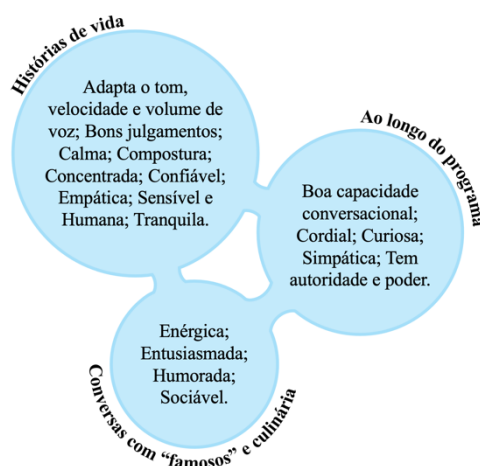 Histórias de vida
Adapta o tom,
velocidade e volume de
voz; Bons julgamentos;
Calma; Compostura;
Concentrada; Confiável;
Empática; Sensível e
Humana; Tranquila.
Ao longo do programa
Boa capacidade
conversacional;
Cordial; Curiosa;
Simpática; Tem
autoridade e poder.
Enérgica;
Entusiasmada;
Humorada;
Sociável.
Conversas com “famosos” e culinária